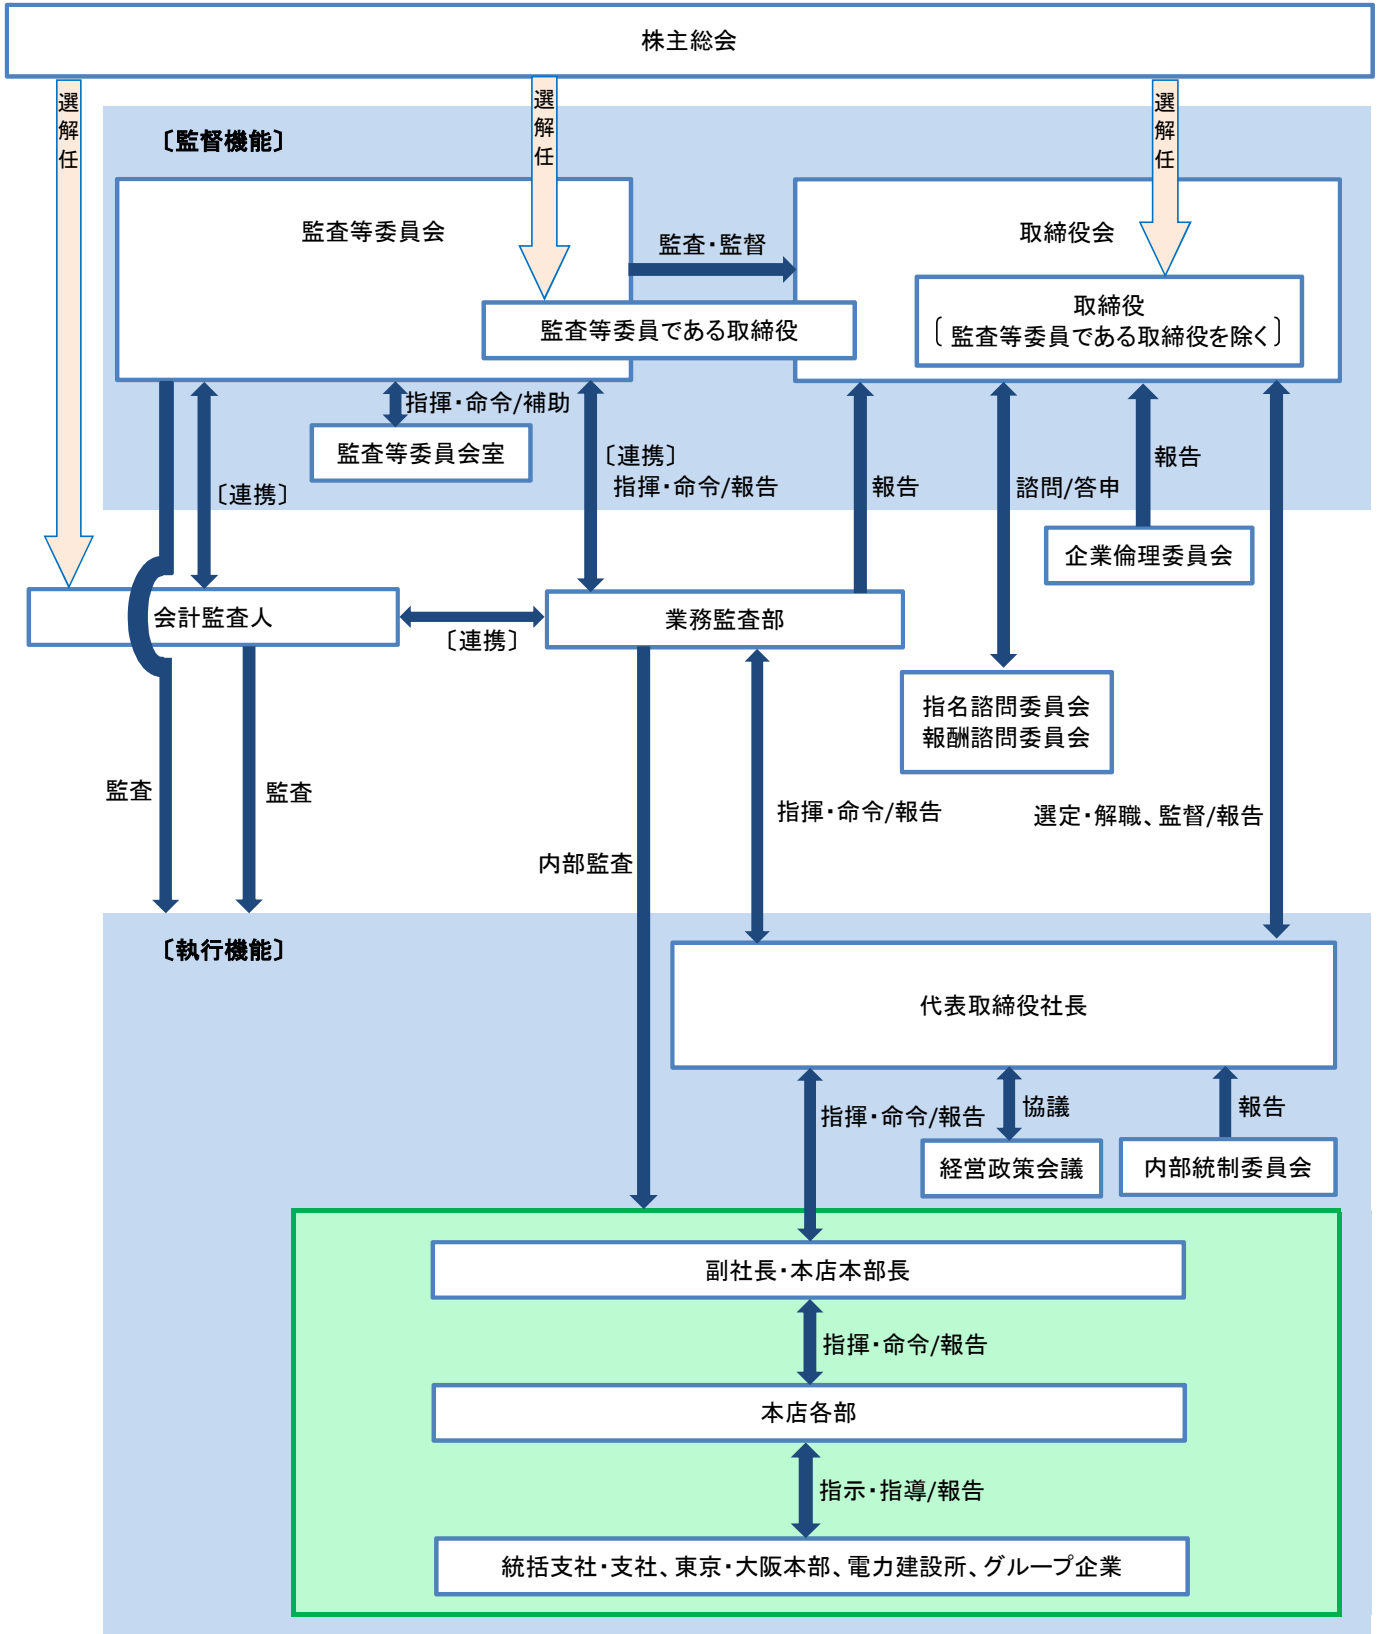 株主総会
選解任
選解任
選解任
〔監督機能〕
監査等委員会
監査・監督
取締役会
監査等委員である取締役
取締役
〔監査等委員である取締役を除く〕
指揮・命令/補助
監査等委員会室
〔連携〕
〔連携〕
指揮・命令/報告
報告
諮問/答申
報告
企業倫理委員会
会計監査人
〔連携〕
業務監査部
指名諮問委員会
報酬諮問委員会
監査
監査
内部監査
指揮・命令/報告
選定・解職、監督/報告
〔執行機能〕
代表取締役社長
指揮・命令/報告
協議
報告
経営政策会議
内部統制委員会
副社長・本店本部長
指揮・命令/報告
本店各部
指示・指導/報告
統括支社・支社、東京・大阪本部、電力建設所、グループ企業